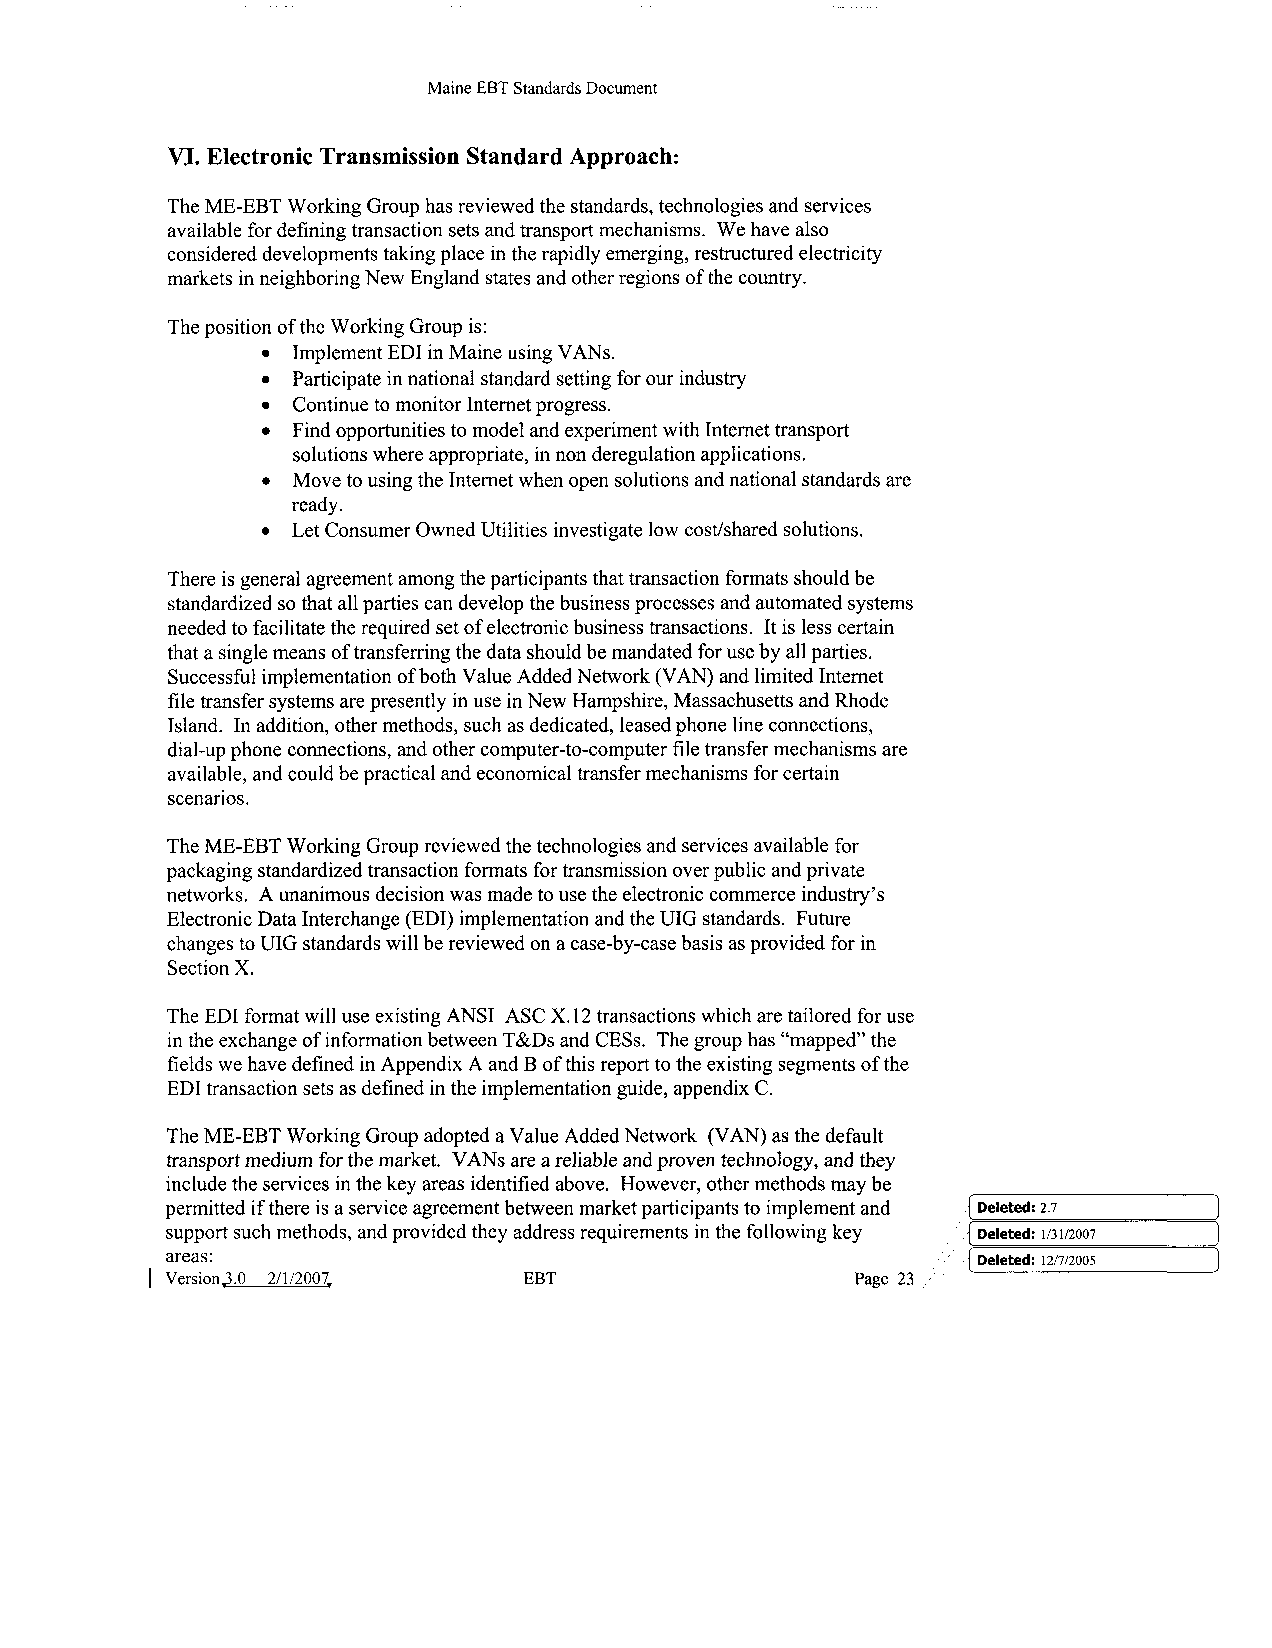 Maine EBT Standards Document
VI. Electronic Transmission Standard Approach:
The ME-EBT Working Group has reviewed the standards, technologies and services
available for defining transaction sets and transport mechanisms. We have also
considered developments taking place in the rapidly emerging, restructured electricity
markets in neighboring New England states and other regions of the country.
The position of the Working Group is:
• Implement EDI in Maine using VANs.
• Participate in national standard setting for our industry
• Continue to monitor Internet progress.
• Find opportunities to model and experiment with Internet transport
solutions where appropriate, in non deregulation applications.
• Move to using the Internet when open solutions and national standards are
ready.
• Let Consumer Owned Utilities investigate low cost/shared solutions.
There is general agreement among the participants that transaction formats should be
standardized so that all parties can develop the business processes and automated systems
needed to facilitate the required set of electronic business transactions. It is less certain
that a single means of transferring the data should be mandated for use by all parties.
Successful implementation of both Value Added Network (VAN) and limited Internet
file transfer systems are presently in use in New Hampshire, Massachusetts and Rhode
Island. In addition, other methods, such as dedicated, leased phone line connections,
dial-up phone connections, and other computer-to-computer file transfer mechanisms are
available, and could be practical and economical transfer mechanisms for certain
scenarios.
The ME-EBT Working Group reviewed the technologies and services available for
packaging standardized transaction formats for transmission over public and private
networks. A unanimous decision was made to use the electronic commerce industry's
Electronic Data Interchange (EDI) implementation and the UIG standards. Future
changes to UIG standards will be reviewed on a case-by-case basis as provided for in
Section X.
The EDI format will use existing ANSI ASC X.12 transactions which are tailored for use
in the exchange of information between T&Ds and CESs. The group has "mapped" the
fields we have defined in Appendix A and B of this report to the existing segments of the
EDI transaction sets as defined in the implementation guide, appendix C.
The ME-EBT Working Group adopted a Value Added Network (VAN) as the default
transport medium for the market. VANs are a reliable and proven technology, and they
include the services in the key areas identified above. However, other methods may be
permitted if there is a service agreement between market participants to implement and
support such methods, and provided they address requirements in the following key
areas:
Deleted: 2.7
Deleted: 1/31/2007
Deleted: 12/7/2005
Version 3.0 2/1/2007 EBT Page 23